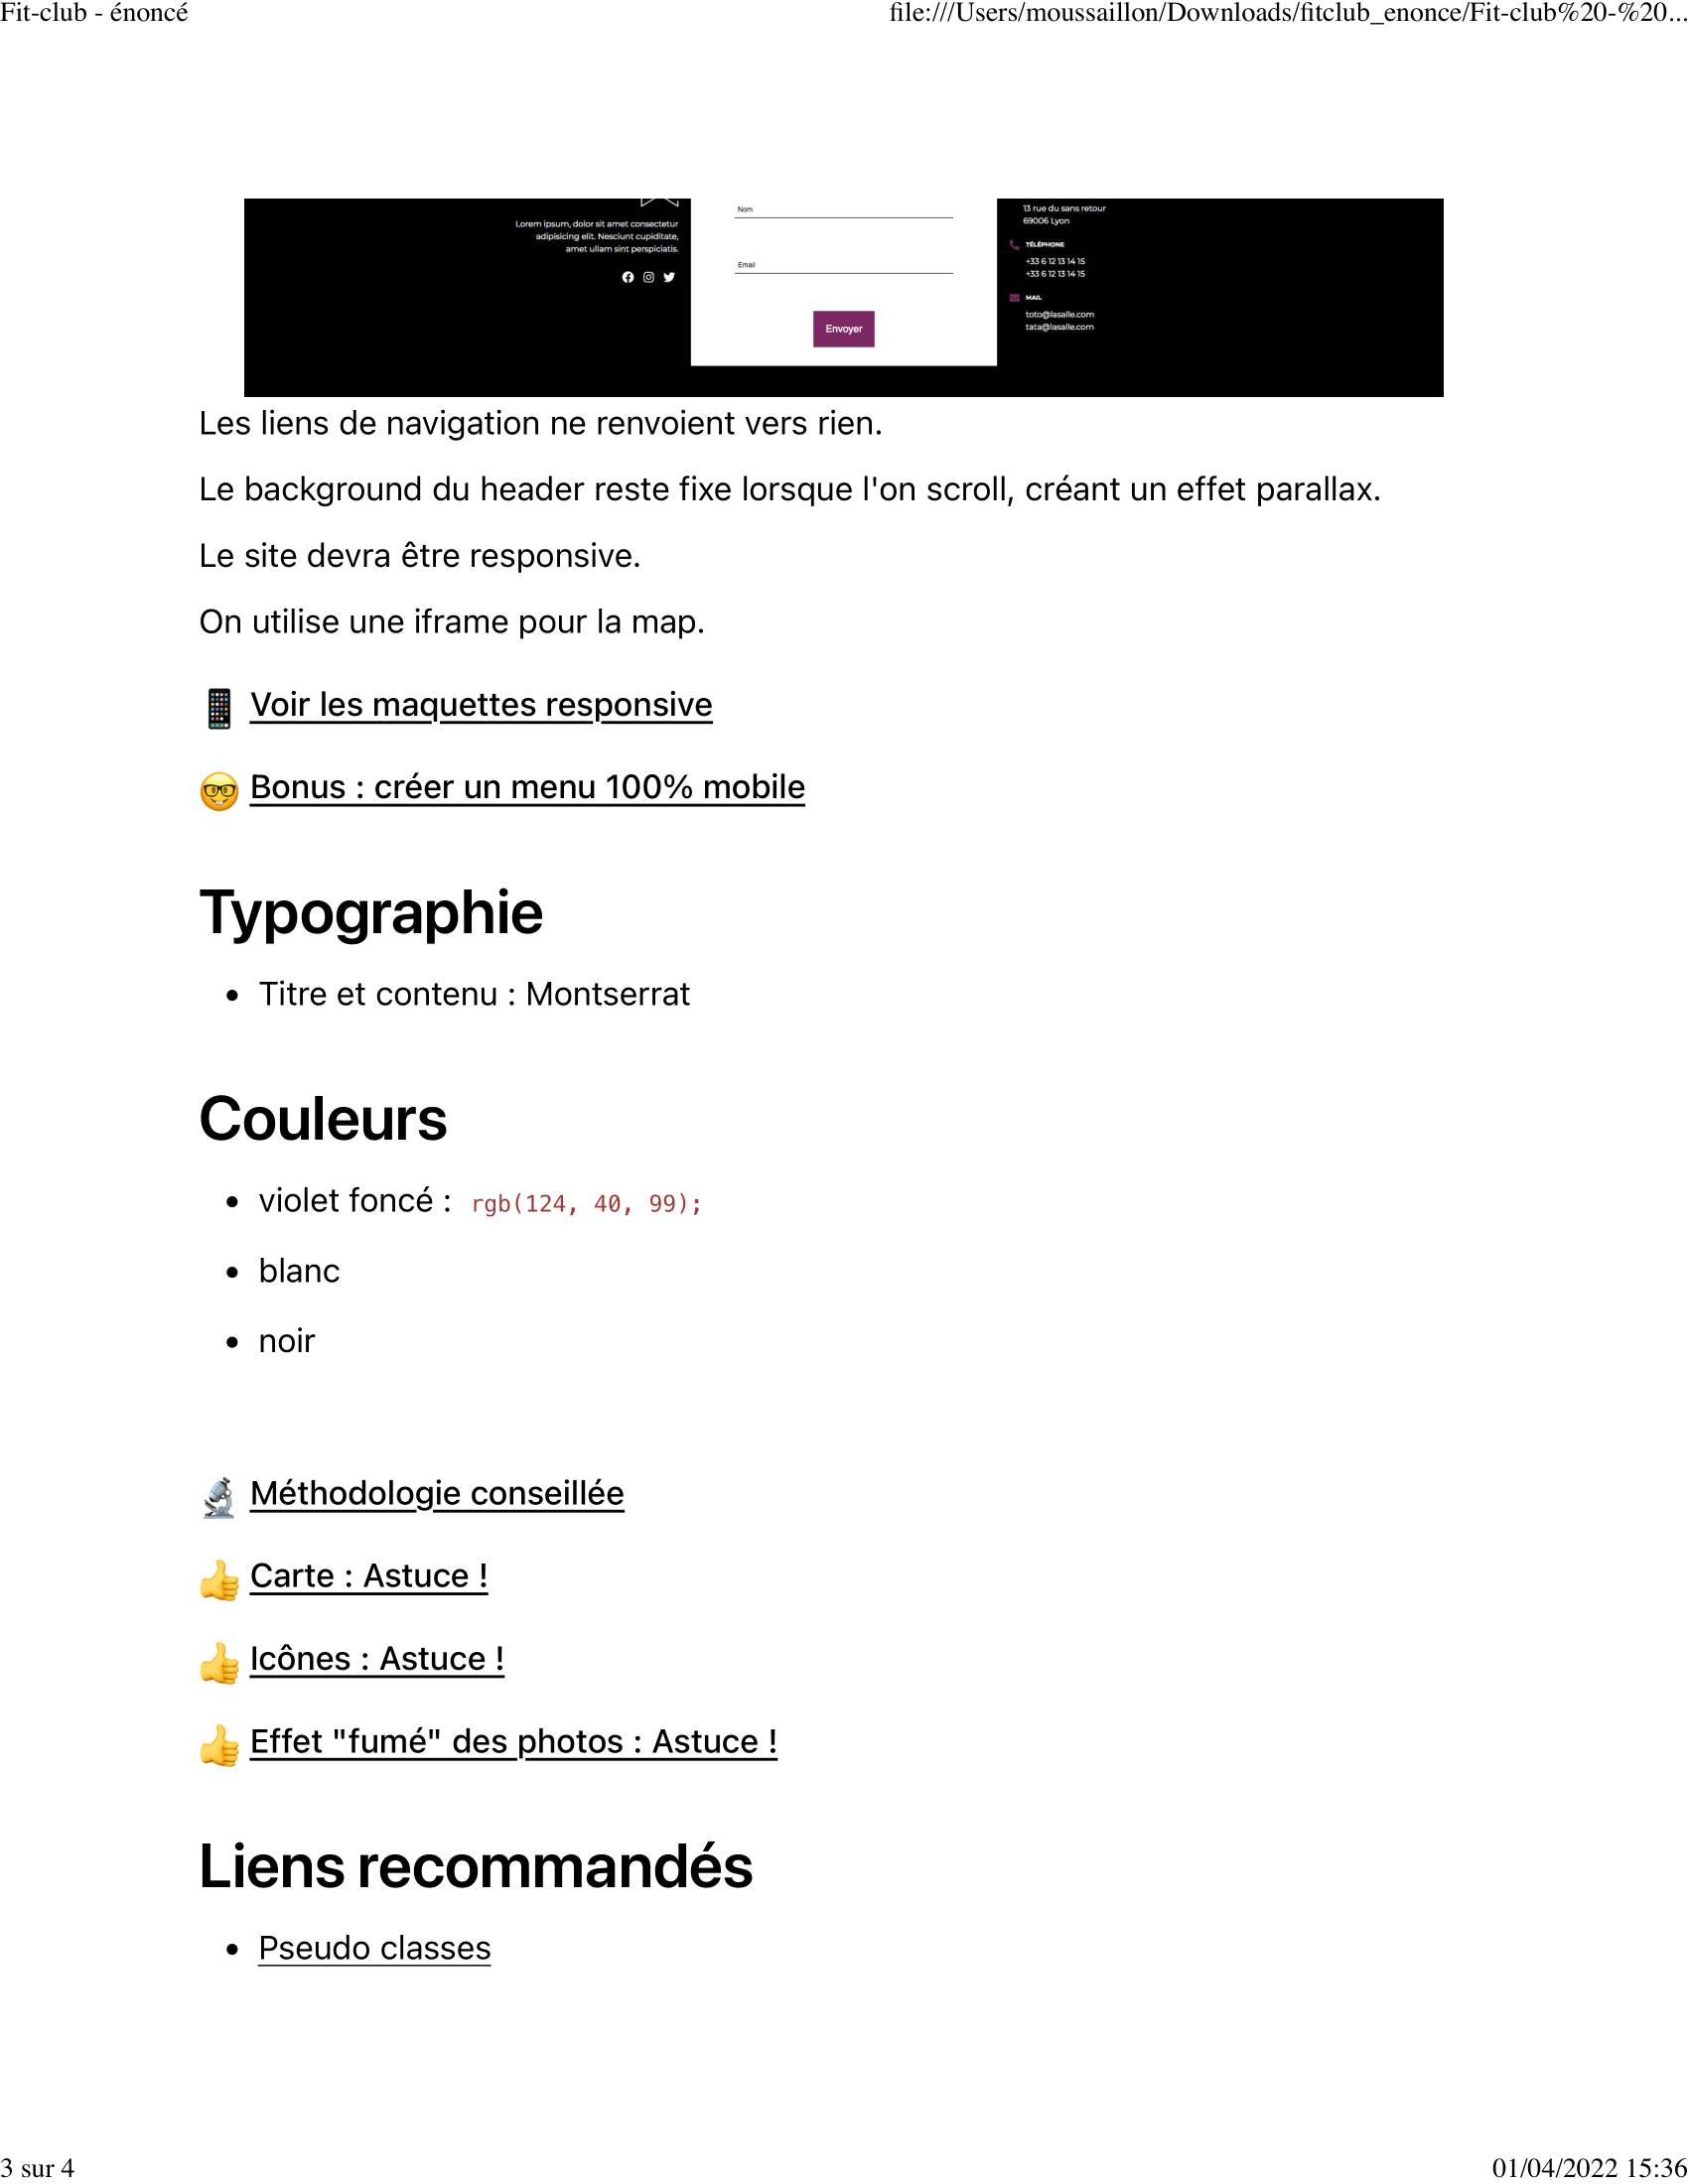 Fit-club - énoncé
file:///Users/moussaillon/Downloads/fitclub_enonce/Fit-club%20-%20...
Lorem ipsum, dolor sit amet consectetur
adipisicing elit. Nesciunt cupiditate,
amet ullam sint perspiciatis.
Nom
Email
Envoyer
13 rue du sans retour
69006 Lyon
TÉLÉPHONE
+33 6 12 13 14 15
+33 6 12 13 14 15
MAIL
toto@lasalle.com
tata@lasalle.com
Les liens de navigation ne renvoient vers rien.
Le background du header reste fixe lorsque l'on scroll, créant un effet parallax.
Le site devra être responsive.
On utilise une iframe pour la map.
📱 Voir les maquettes responsive
🤓 Bonus : créer un menu 100% mobile
Typographie
• Titre et contenu : Montserrat
Couleurs
• violet foncé : rgb(124, 40, 99);
• blanc
• noir
🔬 Méthodologie conseillée
👍 Carte : Astuce !
👍 Icônes : Astuce !
👍 Effet "fumé" des photos : Astuce !
Liens recommandés
• Pseudo classes
3 sur 4
01/04/2022 15:36